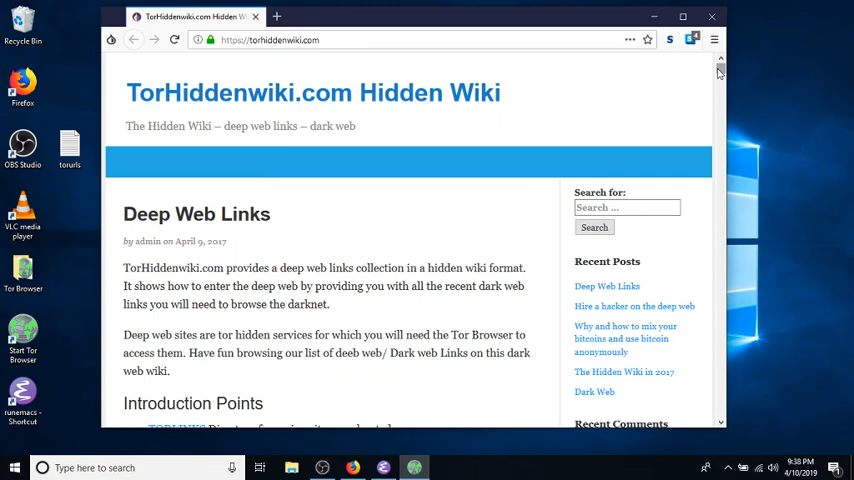 Recycle Bin
Firefox
OBS Studio
torurls
VLC media
player
Tor Browser
Start Tor
Browser
runemacs -
Shortcut
TorHiddenwiki.com Hidden Wi
https://torhiddenwiki.com
S
4
TorHiddenwiki.com Hidden Wiki
The Hidden Wiki – deep web links – dark web
Deep Web Links
by admin on April 9, 2017
TorHiddenwiki.com provides a deep web links collection in a hidden wiki format.
It shows how to enter the deep web by providing you with all the recent dark web
links you will need to browse the darknet.
Deep web sites are tor hidden services for which you will need the Tor Browser to
access them. Have fun browsing our list of deeb web/ Dark web Links on this dark
web wiki.
Introduction Points
Search for:
Search ...
Search
Recent Posts
Deep Web Links
Hire a hacker on the deep web
Why and how to mix your
bitcoins and use bitcoin
anonymously
The Hidden Wiki in 2017
Dark Web
Recent Comments
Type here to search
9:38 PM
4/10/2019